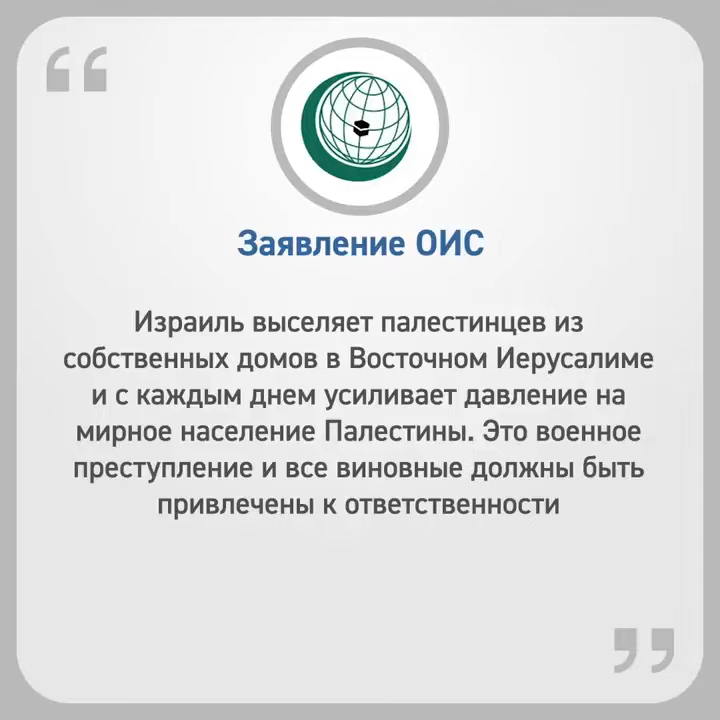 Заявление ОИС
Израиль выселяет палестинцев из
собственных домов в Восточном Иерусалиме
и с каждым днем усиливает давление на
мирное население Палестины. Это военное
преступление и все виновные должны быть
привлечены к ответственности